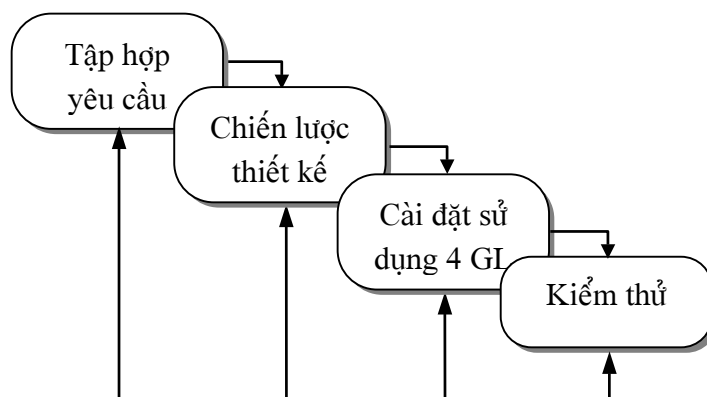 Tập hợp
yêu cầu
Chiến lược
thiết kế
Cài đặt sử
dụng 4 GL
Kiểm thử